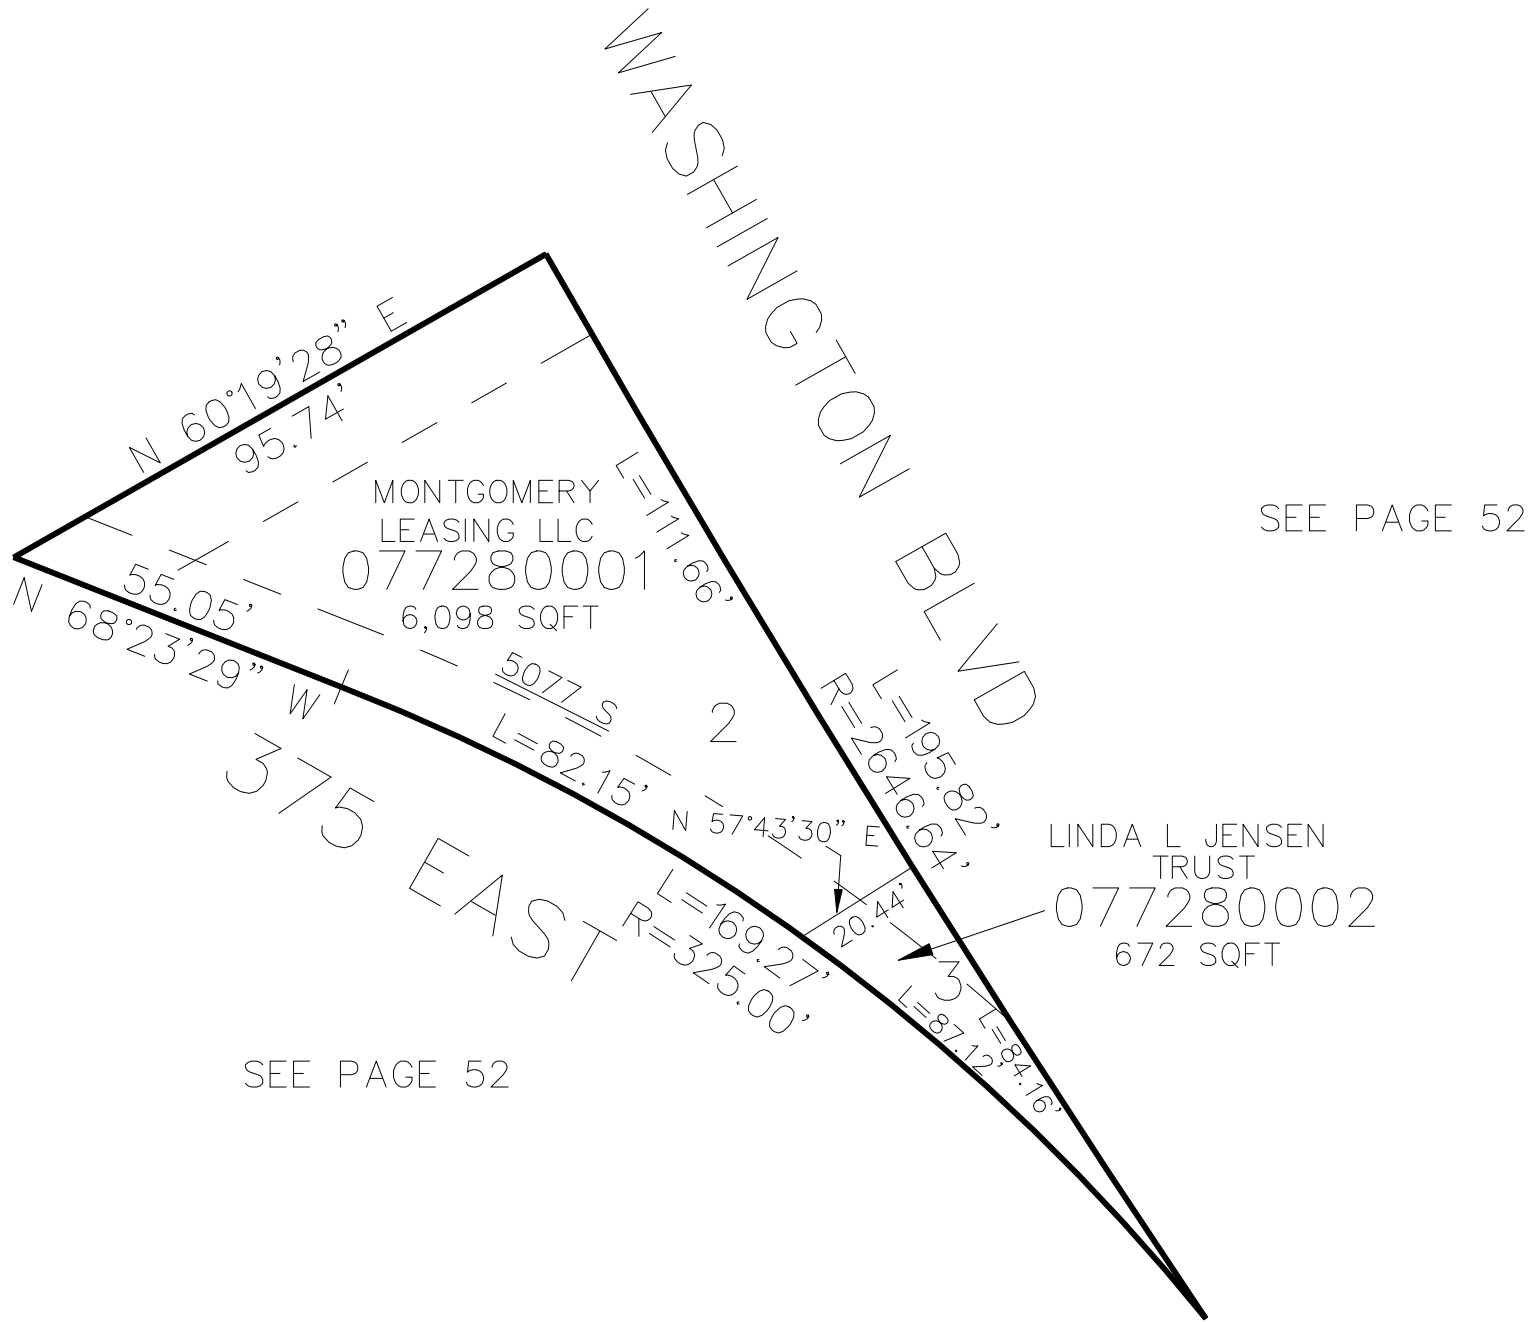 WASHINGTON BLVD
N 60°19'28" E
95.74'
MONTGOMERY
LEASING LLC
077280001
6,098 SQFT
L=111.66'
SEE PAGE 52
55.05'
N 68°23'29" W
5077 S
2
L=82.15'
L=195.82'
R=2646.64'
375 EAST
N 57°43'30" E
20.44'
LINDA L JENSEN
TRUST
077280002
672 SQFT
L=169.27'
R=325.00'
3
L=87.12'
L=84.16'
SEE PAGE 52